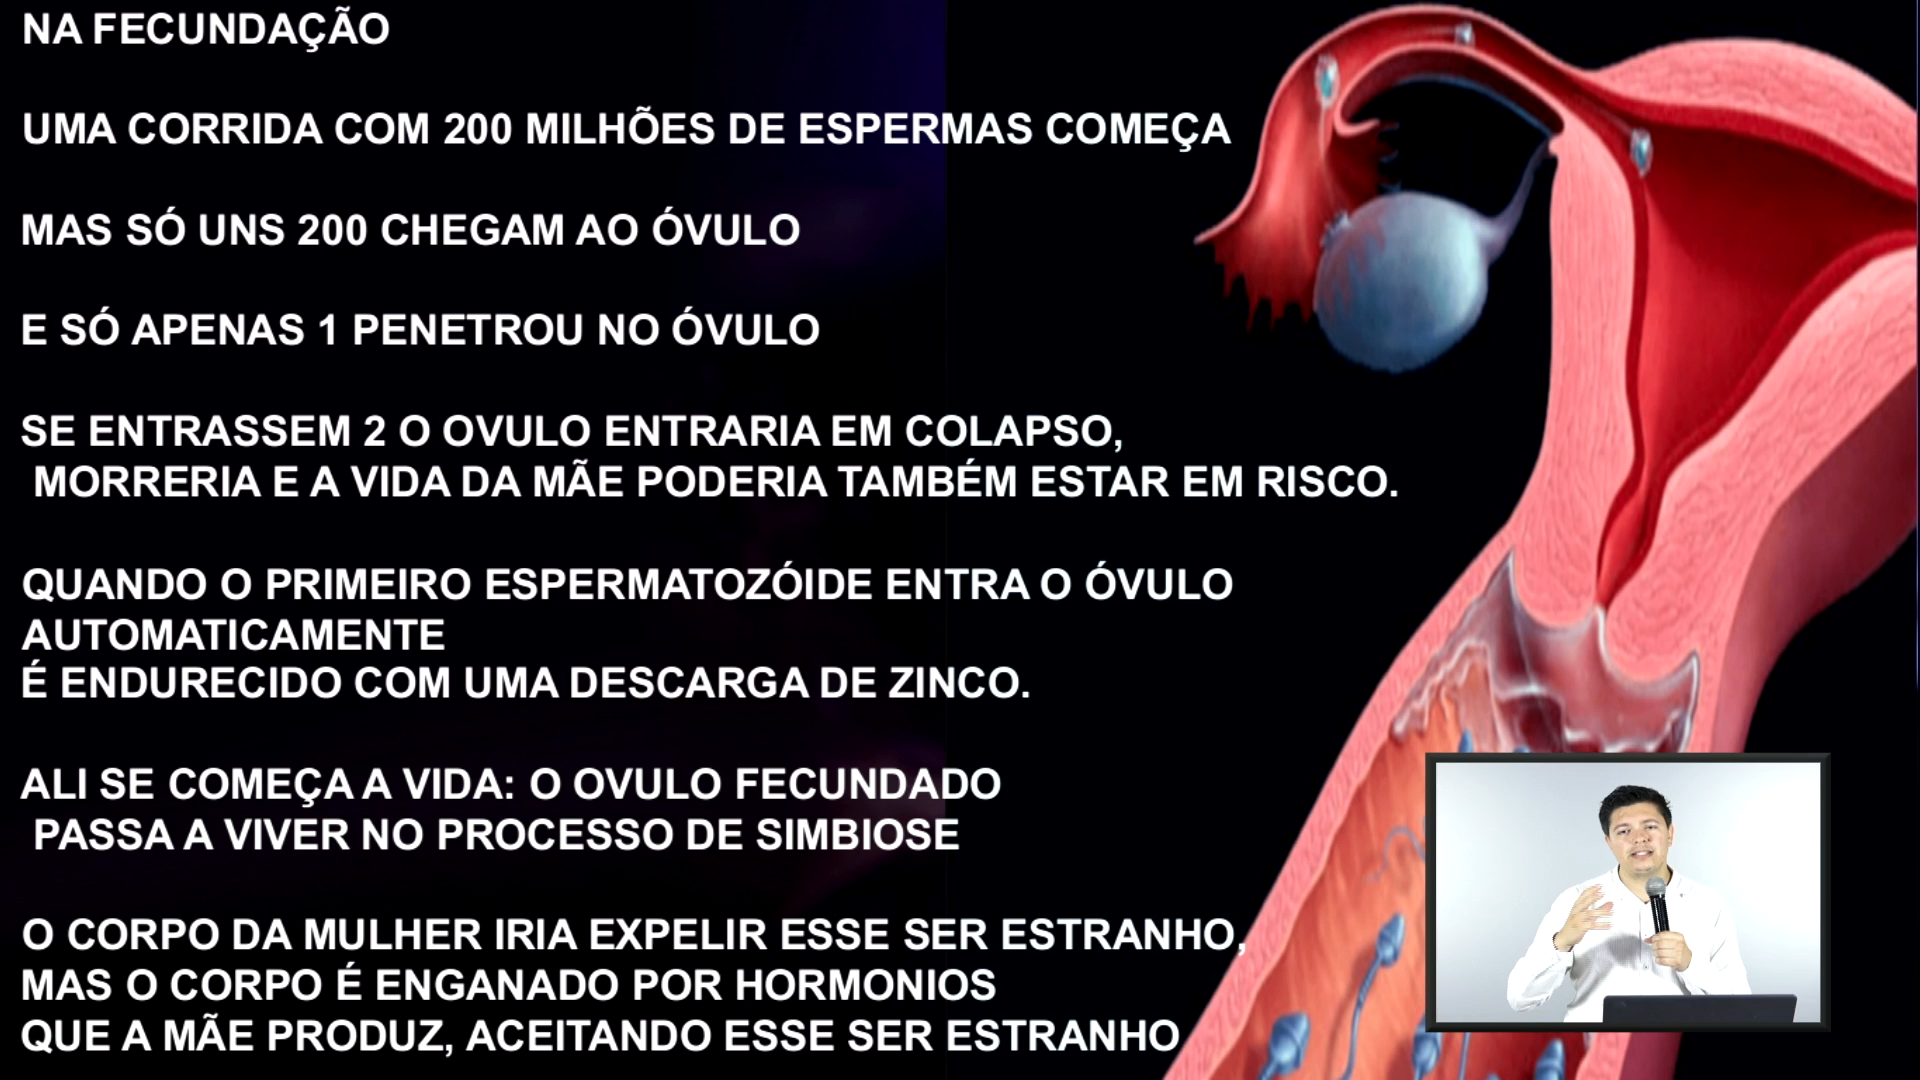 NA FECUNDAÇÃO
UMA CORRIDA COM 200 MILHÕES DE ESPERMAS COMEÇA
MAS SÓ UNS 200 CHEGAM AO ÓVULO
E SÓ APENAS 1 PENETROU NO ÓVULO
SE ENTRASSEM 2 O OVULO ENTRARIA EM COLAPSO,
MORRERIA E A VIDA DA MÃE PODERIA TAMBÉM ESTAR EM RISCO.
QUANDO O PRIMEIRO ESPERMATOZÓIDE ENTRA O ÓVULO
AUTOMATICAMENTE
É ENDURECIDO COM UMA DESCARGA DE ZINCO.
ALI SE COMEÇA A VIDA: O OVULO FECUNDADO
PASSA A VIVER NO PROCESSO DE SIMBIOSE
O CORPO DA MULHER IRIA EXPELIR ESSE SER ESTRANHO,
MAS O CORPO É ENGANADO POR HORMONIOS
QUE A MÃE PRODUZ, ACEITANDO ESSE SER ESTRANHO